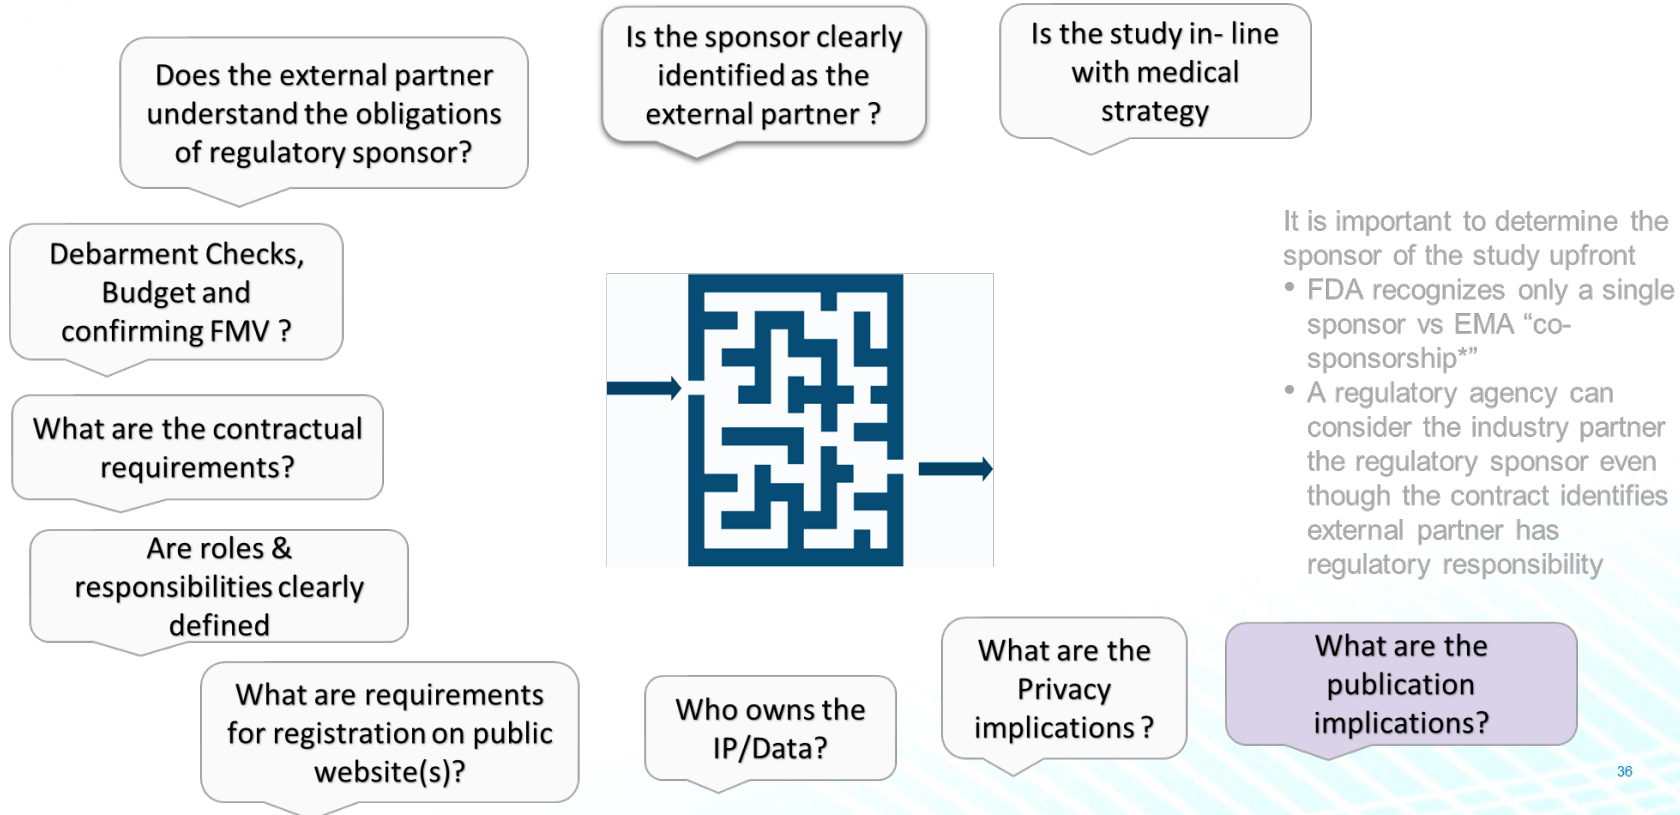 Does the external partner
understand the obligations
of regulatory sponsor?
Is the sponsor clearly
identified as the
external partner ?
Is the study in- line
with medical
strategy
Debarment Checks,
Budget and
confirming FMV ?
What are the contractual
requirements?
Are roles &
responsibilities clearly
defined
What are requirements
for registration on public
website(s)?
Who owns the
IP/Data?
What are the
Privacy
implications ?
What are the
publication
implications?
It is important to determine the
sponsor of the study upfront
• FDA recognizes only a single
sponsor vs EMA “co-
sponsorship*”
• A regulatory agency can
consider the industry partner
the regulatory sponsor even
though the contract identifies
external partner has
regulatory responsibility
36